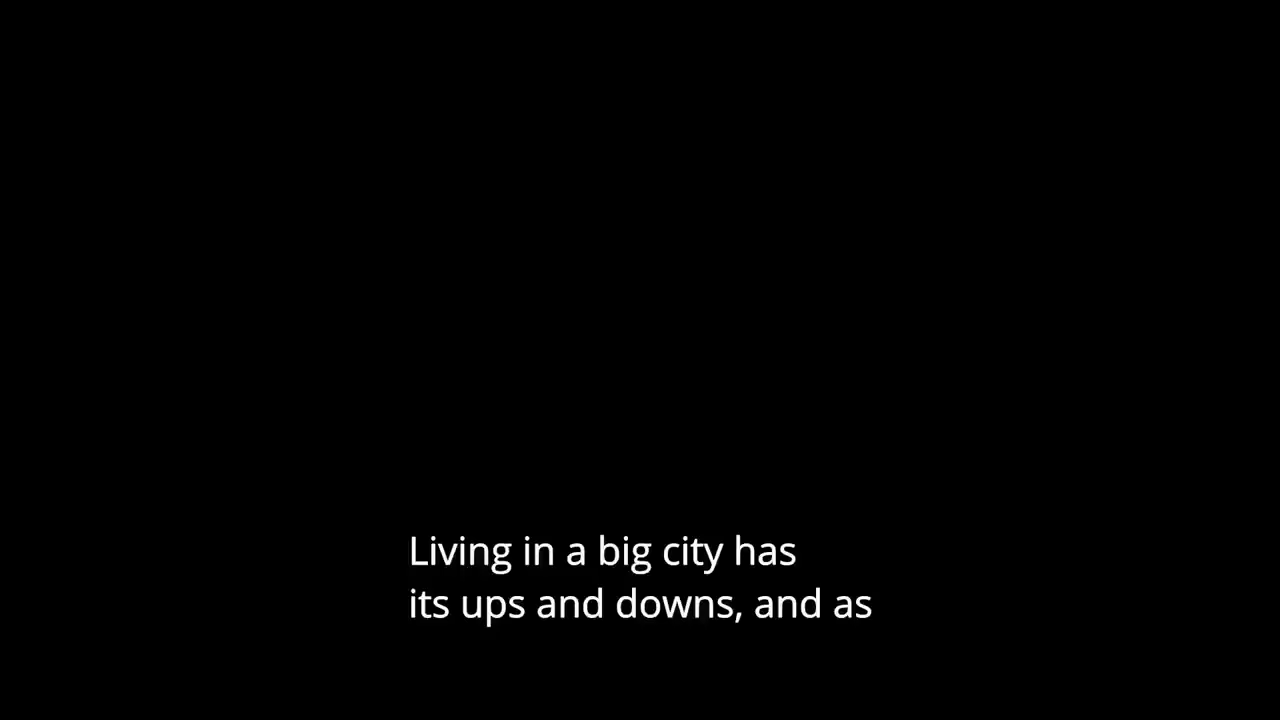 Living in a big city has
its ups and downs, and as